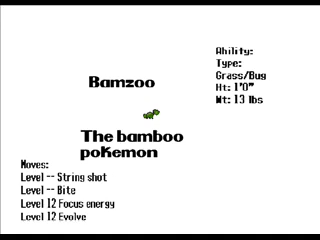 Ability:
Type:
Grass/Bug
Ht: 1'0"
Wt: 13 lbs
Bamzoo
The bamboo
poKemon
Moves:
Level -- String shot
Level -- Bite
Level 12 Focus energy
Level 12 Evolve